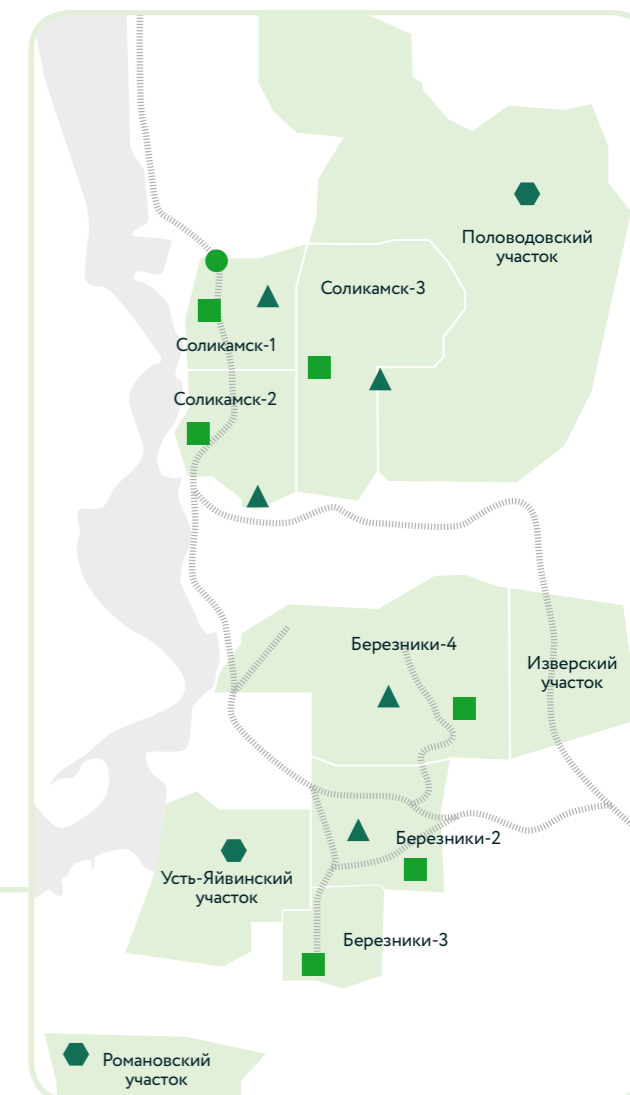 Половодовский
участок
Соликамск-3
Соликамск-1
Соликамск-2
Березники-4
Изверский
участок
Березники-2
Усть-Яйвинский
участок
Березники-3
Романовский
участок